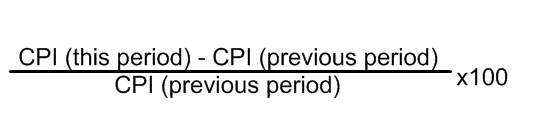 CPI (this period) - CPI (previous period)
CPI (previous period)
x100